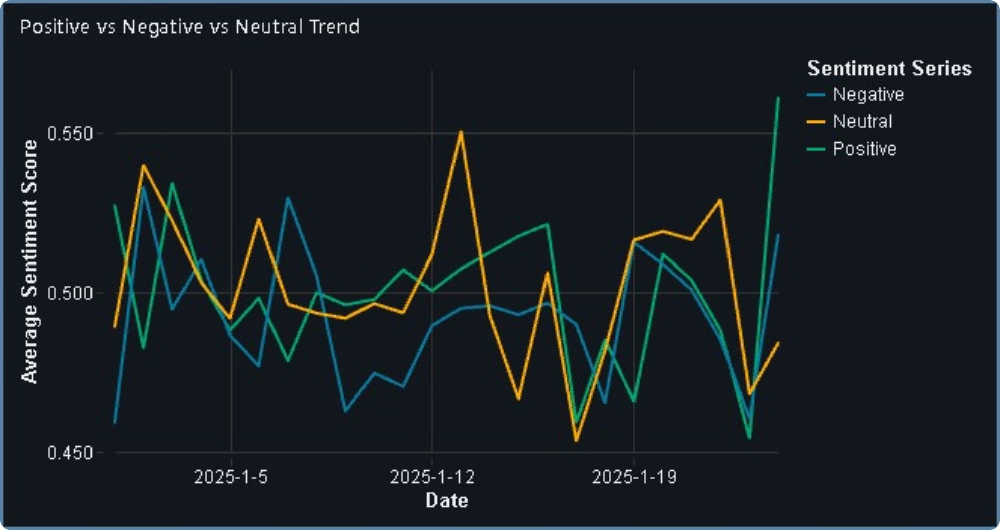 Positive vs Negative vs Neutral Trend
Sentiment Series
Negative
Neutral
Positive
Average Sentiment Score
0.550
0.500
0.450
2025-1-5
2025-1-12
2025-1-19
Date